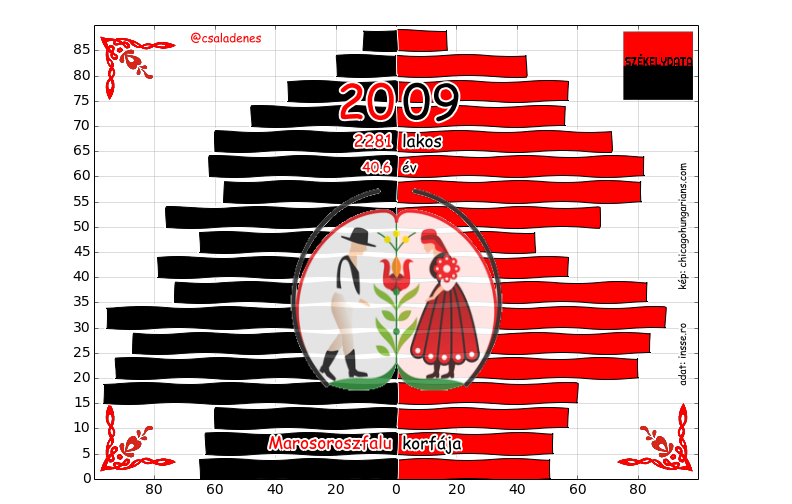 @csaladenes
SZÉKELYDATA
2009
2281 lakos
40.6 év
kép: chicagohungarians.com
adat: insse.ro
Marosoroszfalu korfája
85
80
75
70
65
60
55
50
45
40
35
30
25
20
15
10
5
0
80 60 40 20 0 20 40 60 80